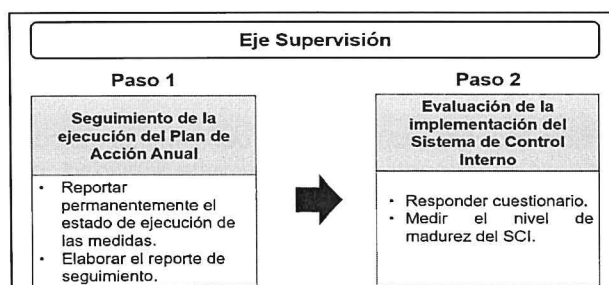 Eje Supervisión
Paso 1
Seguimiento de la
ejecución del Plan de
Acción Anual
· Reportar
permanentemente el
estado de ejecución de
las medidas.
· Elaborar el reporte de
seguimiento.
Paso 2
Evaluación de la
implementación del
Sistema de Control
Interno
· Responder cuestionario.
· Medir el nivel de
madurez del SCI.